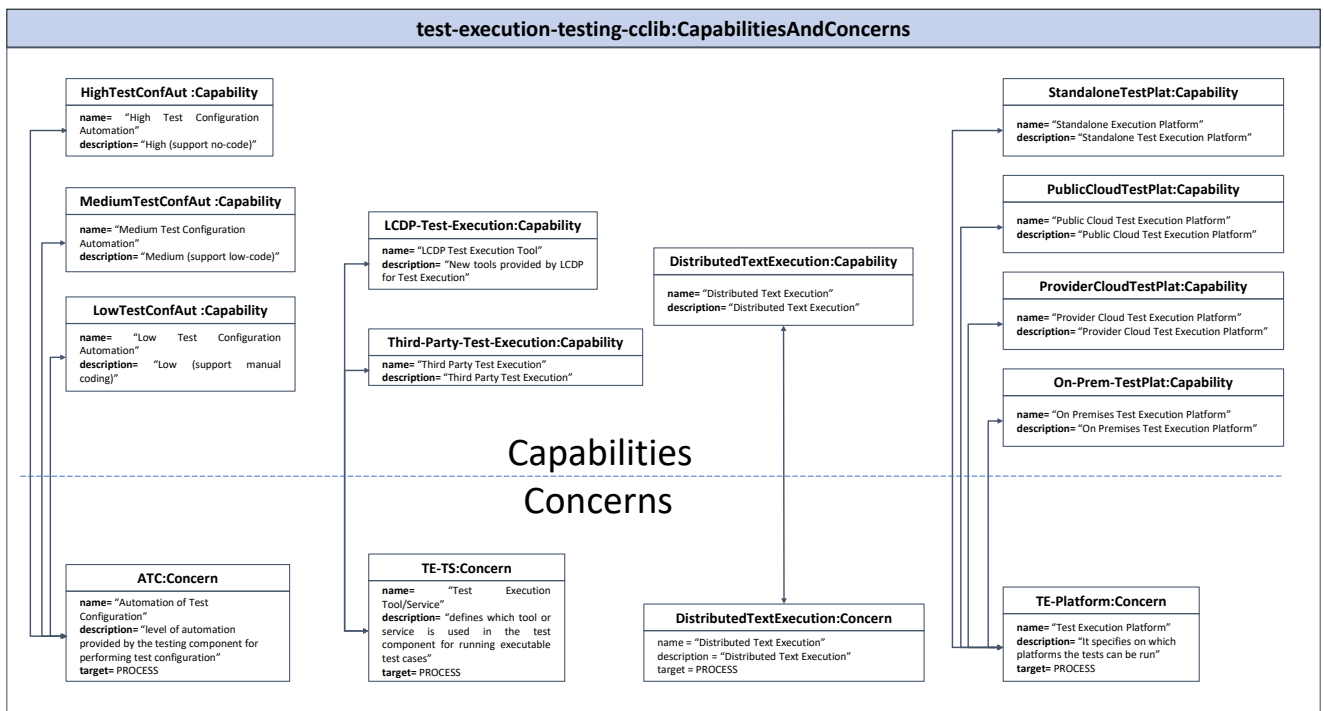 test-execution-testing-cclib:CapabilitiesAndConcerns
HighTestConfAut :Capability
name= “High Test Configuration
Automation”
description= “High (support no-code)”
MediumTestConfAut :Capability
name= “Medium Test Configuration
Automation”
description= “Medium (support low-code)”
LowTestConfAut :Capability
name= “Low Test Configuration
Automation”
description= “Low (support manual
coding)”
LCDP-Test-Execution:Capability
name= “LCDP Test Execution Tool”
description= “New tools provided by LCDP
for Test Execution”
Third-Party-Test-Execution:Capability
name= “Third Party Test Execution”
description= “Third Party Test Execution”
DistributedTextExecution:Capability
name= “Distributed Text Execution”
description= “Distributed Text Execution”
StandaloneTestPlat:Capability
name= “Standalone Execution Platform”
description= “Standalone Test Execution Platform”
PublicCloudTestPlat:Capability
name= “Public Cloud Test Execution Platform”
description= “Public Cloud Test Execution Platform”
ProviderCloudTestPlat:Capability
name= “Provider Cloud Test Execution Platform”
description= “Provider Cloud Test Execution Platform”
On-Prem-TestPlat:Capability
name= “On Premises Test Execution Platform”
description= “On Premises Test Execution Platform”
Capabilities
Concerns
ATC:Concern
name= “Automation of Test
Configuration”
description= “level of automation
provided by the testing component for
performing test configuration”
target= PROCESS
TE-TS:Concern
name= “Test Execution
Tool/Service”
description= “defines which tool or
service is used in the test
component for running executable
test cases”
target= PROCESS
DistributedTextExecution:Concern
name = “Distributed Text Execution”
description = “Distributed Text Execution”
target = PROCESS
TE-Platform:Concern
name= “Test Execution Platform”
description= “It specifies on which
platforms the tests can be run”
target= PROCESS